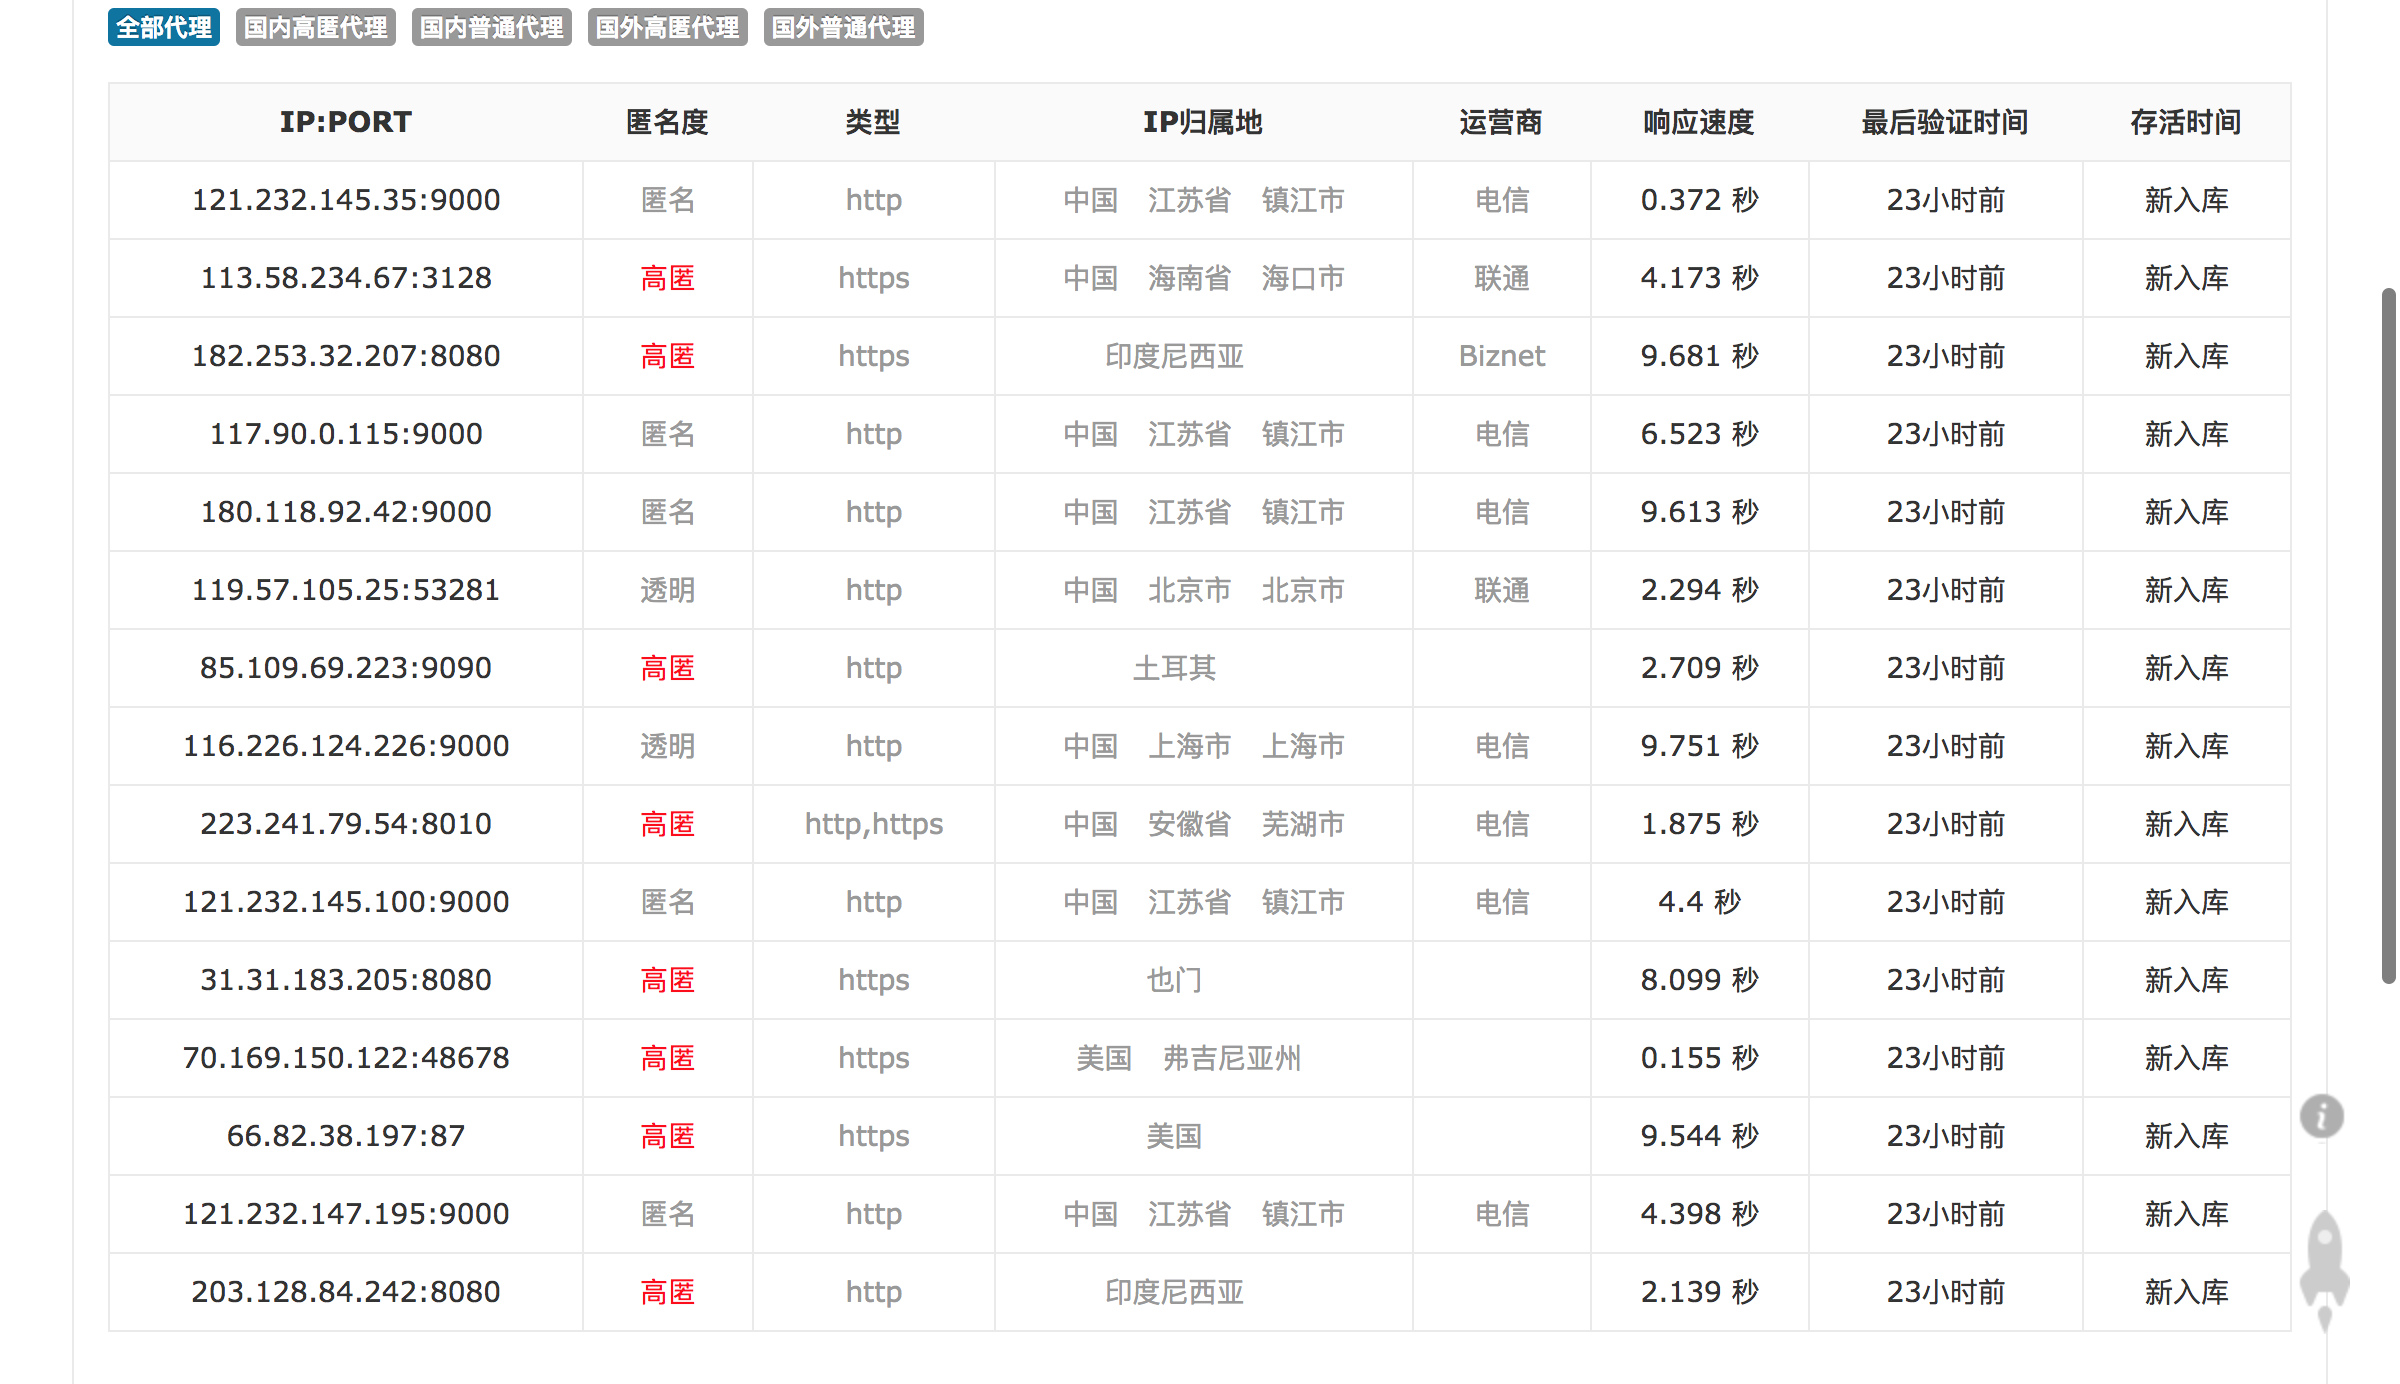 全部代理 国内高匿代理 国内普通代理 国外高匿代理 国外普通代理
IP:PORT 匿名度 类型 IP归属地 运营商 响应速度 最后验证时间 存活时间
121.232.145.35:9000 匿名 http 中国 江苏省 镇江市 电信 0.372 秒 23小时前 新入库
113.58.234.67:3128 高匿 https 中国 海南省 海口市 联通 4.173 秒 23小时前 新入库
182.253.32.207:8080 高匿 https 印度尼西亚 Biznet 9.681 秒 23小时前 新入库
117.90.0.115:9000 匿名 http 中国 江苏省 镇江市 电信 6.523 秒 23小时前 新入库
180.118.92.42:9000 匿名 http 中国 江苏省 镇江市 电信 9.613 秒 23小时前 新入库
119.57.105.25:53281 透明 http 中国 北京市 北京市 联通 2.294 秒 23小时前 新入库
85.109.69.223:9090 高匿 http 土耳其 2.709 秒 23小时前 新入库
116.226.124.226:9000 透明 http 中国 上海市 上海市 电信 9.751 秒 23小时前 新入库
223.241.79.54:8010 高匿 http,https 中国 安徽省 芜湖市 电信 1.875 秒 23小时前 新入库
121.232.145.100:9000 匿名 http 中国 江苏省 镇江市 电信 4.4 秒 23小时前 新入库
31.31.183.205:8080 高匿 https 也门 8.099 秒 23小时前 新入库
70.169.150.122:48678 高匿 https 美国 弗吉尼亚州 0.155 秒 23小时前 新入库
66.82.38.197:87 高匿 https 美国 9.544 秒 23小时前 新入库
121.232.147.195:9000 匿名 http 中国 江苏省 镇江市 电信 4.398 秒 23小时前 新入库
203.128.84.242:8080 高匿 http 印度尼西亚 2.139 秒 23小时前 新入库